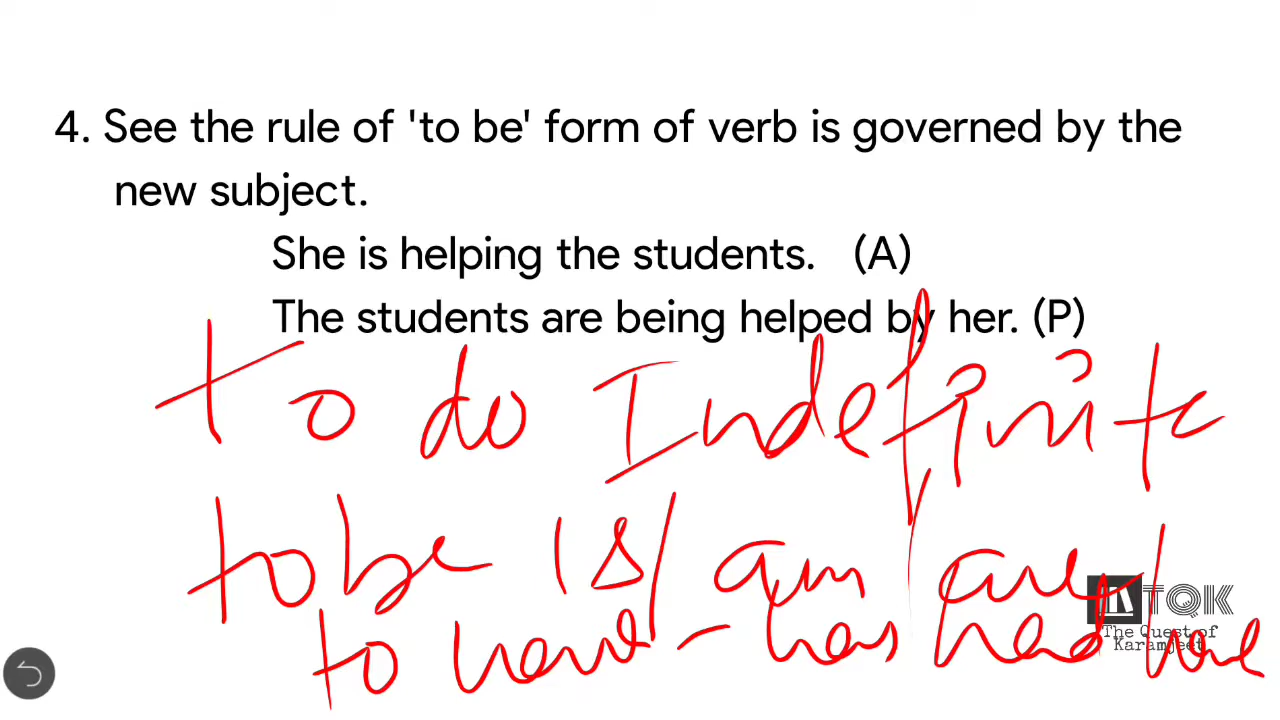 4. See the rule of 'to be' form of verb is governed by the
new subject.
She is helping the students. (A)
The students are being helped by her. (P)
to do Indefinite
to be is/ am / are/
to have - has had have
TQK
The Quest of
Karamjeet